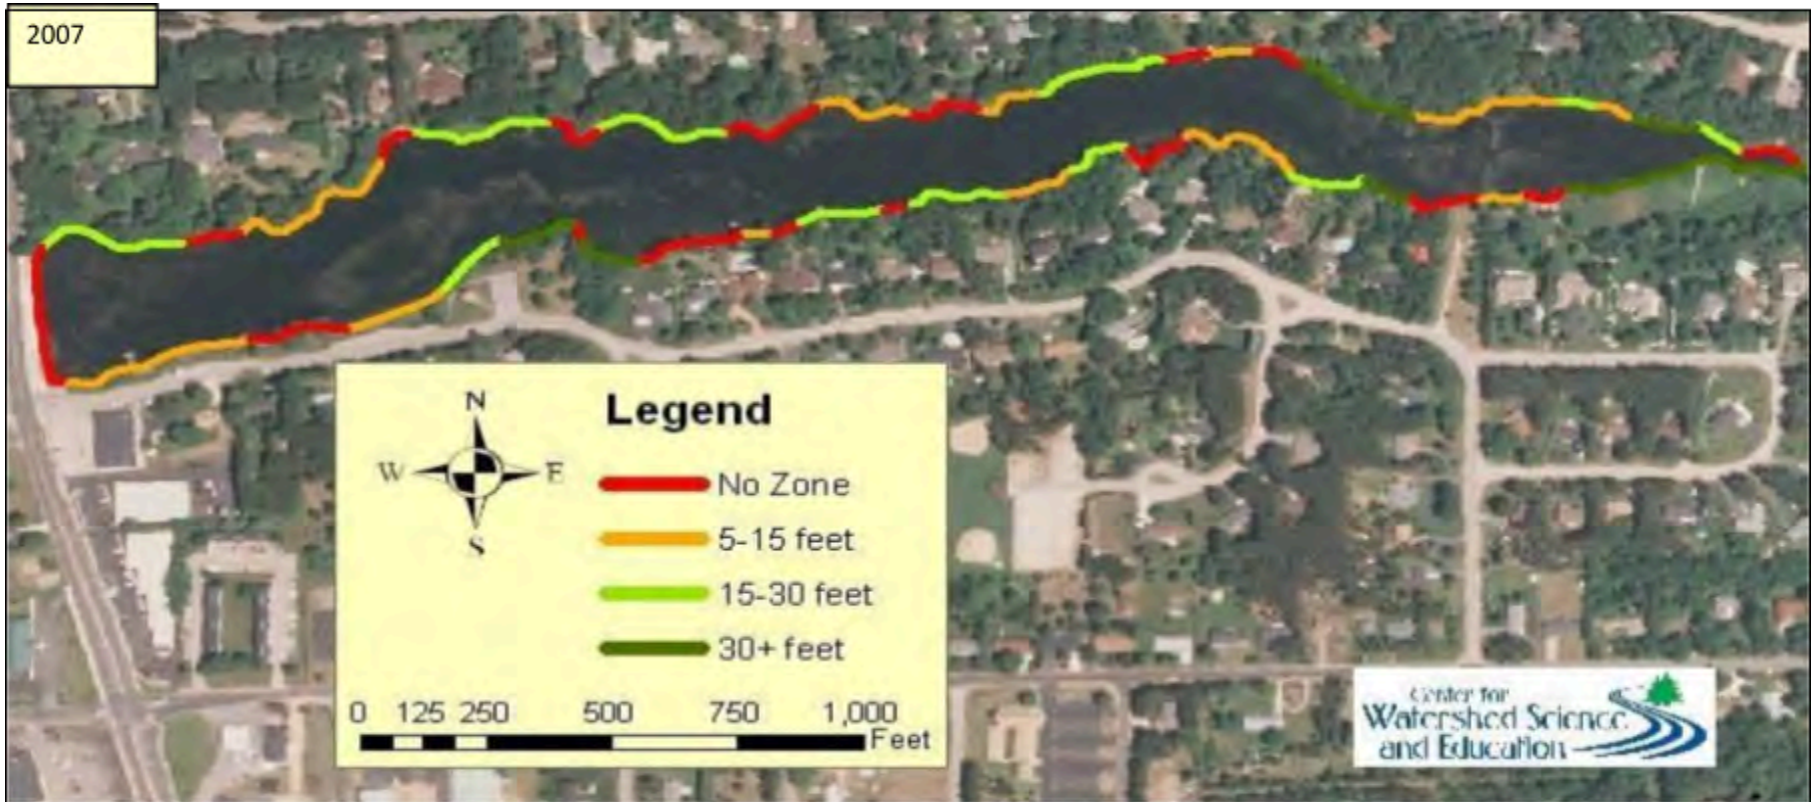 2007
Legend
N
W E
S
No Zone
5-15 feet
15-30 feet
30+ feet
0 125 250 500 750 1,000
Feet
Center for
Watershed Science
and Education